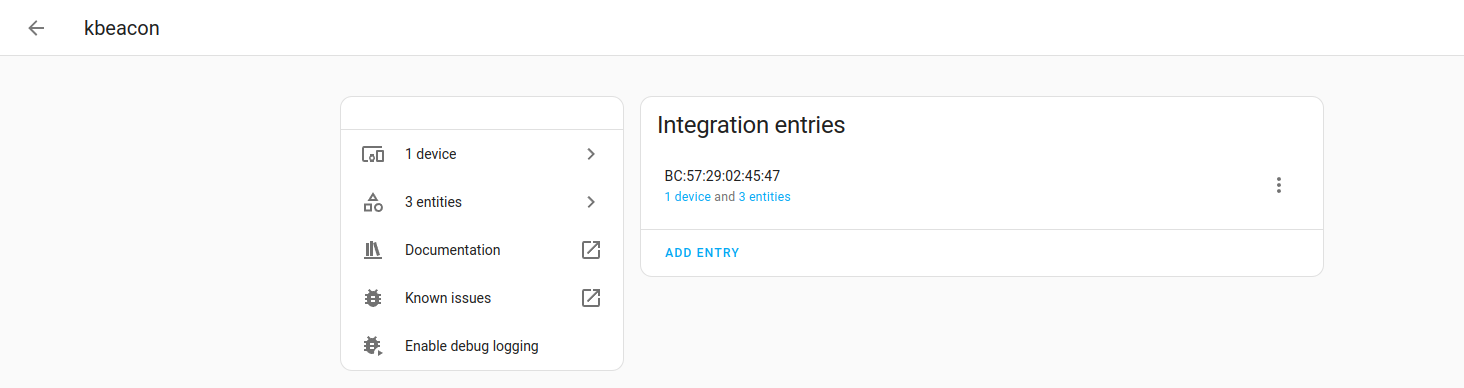 kbeacon
1 device
3 entities
Documentation
Known issues
Enable debug logging
Integration entries
BC:57:29:02:45:47
1 device and 3 entities
ADD ENTRY